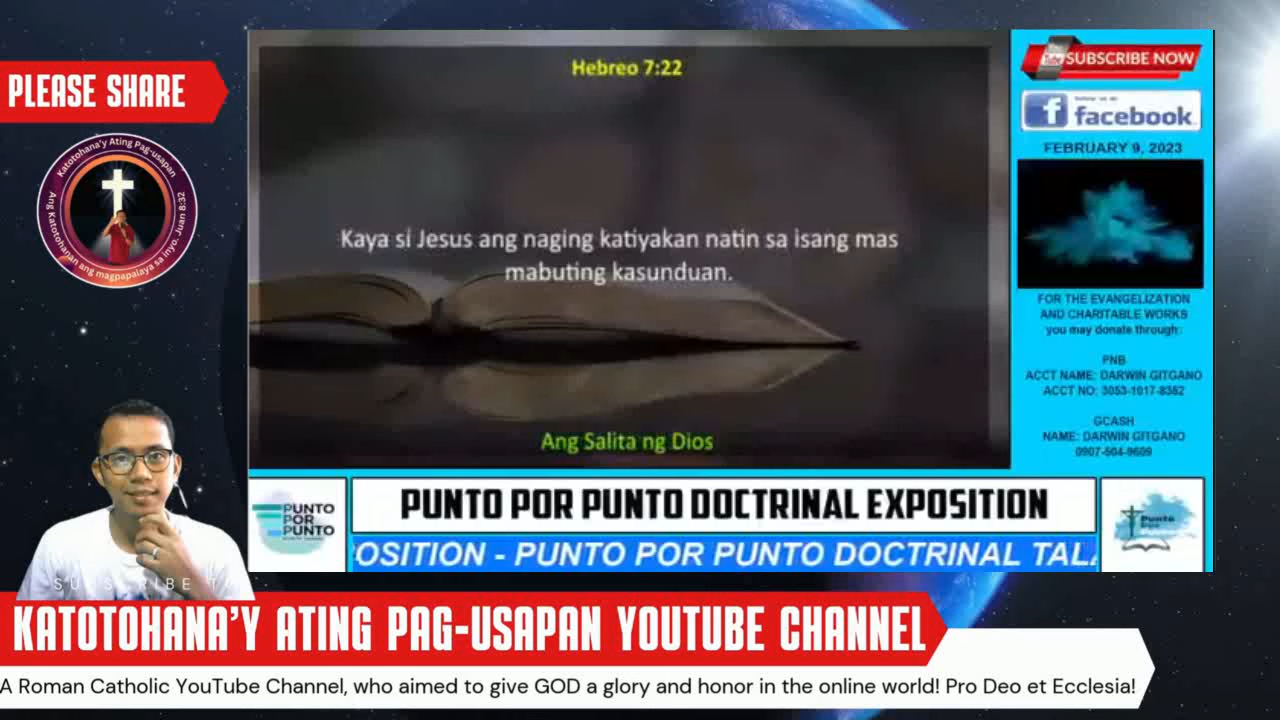 PLEASE SHARE
Katotohana'y Ating Pag-usapan
Ang Katotohanan ang magpapalaya sa inyo. Juan 8:32
Hebreo 7:22
Kaya si Jesus ang naging katiyakan natin sa isang mas
mabuting kasunduan.
Ang Salita ng Dios
SUBSCRIBE NOW
facebook
FEBRUARY 9, 2023
FOR THE EVANGELIZATION
AND CHARITABLE WORKS
you may donate through:
PNB
ACCT NAME: DARWIN GITGANO
ACCT NO: 3053-1017-8352
GCASH
NAME: DARWIN GITGANO
0907-504-9609
PUNTO
POR
PUNTO
PUNTO POR PUNTO DOCTRINAL EXPOSITION
OSITION - PUNTO POR PUNTO DOCTRINAL TALA
Punto
SUBSCRIBE
KATOTOHANA'Y ATING PAG-USAPAN YOUTUBE CHANNEL
A Roman Catholic YouTube Channel, who aimed to give GOD a glory and honor in the online world! Pro Deo et Ecclesia!